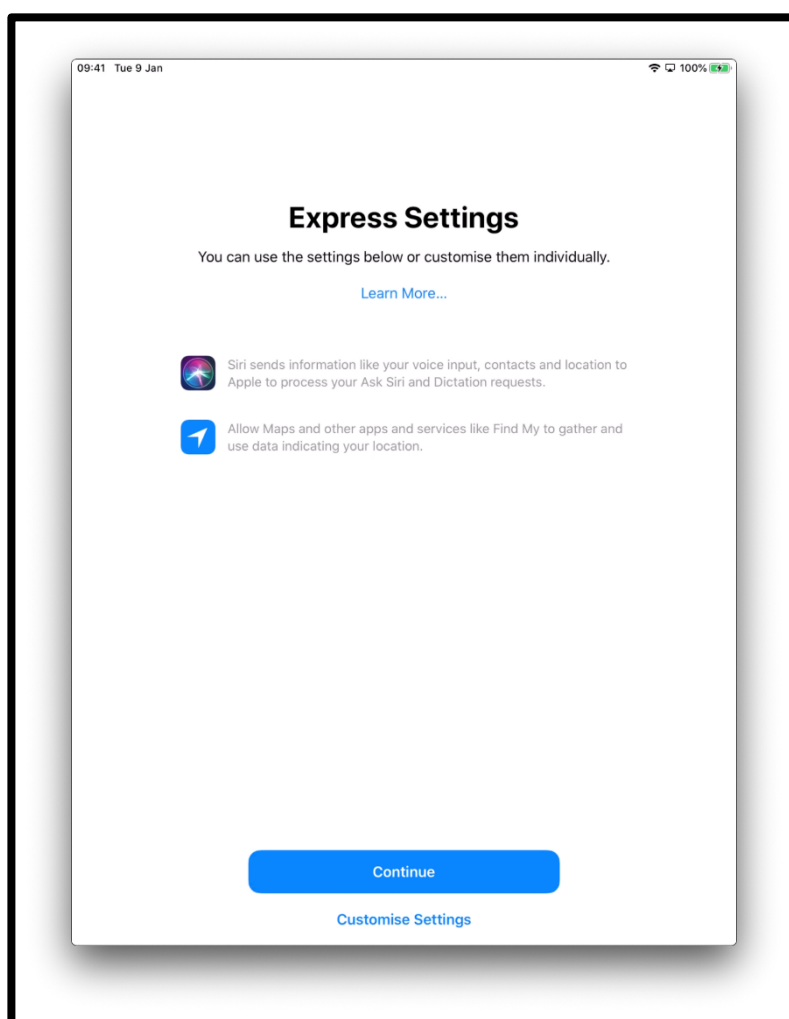 09:41 Tue 9 Jan
100%
Express Settings
You can use the settings below or customise them individually.
Learn More...
Siri sends information like your voice input, contacts and location to
Apple to process your Ask Siri and Dictation requests.
Allow Maps and other apps and services like Find My to gather and
use data indicating your location.
Continue
Customise Settings